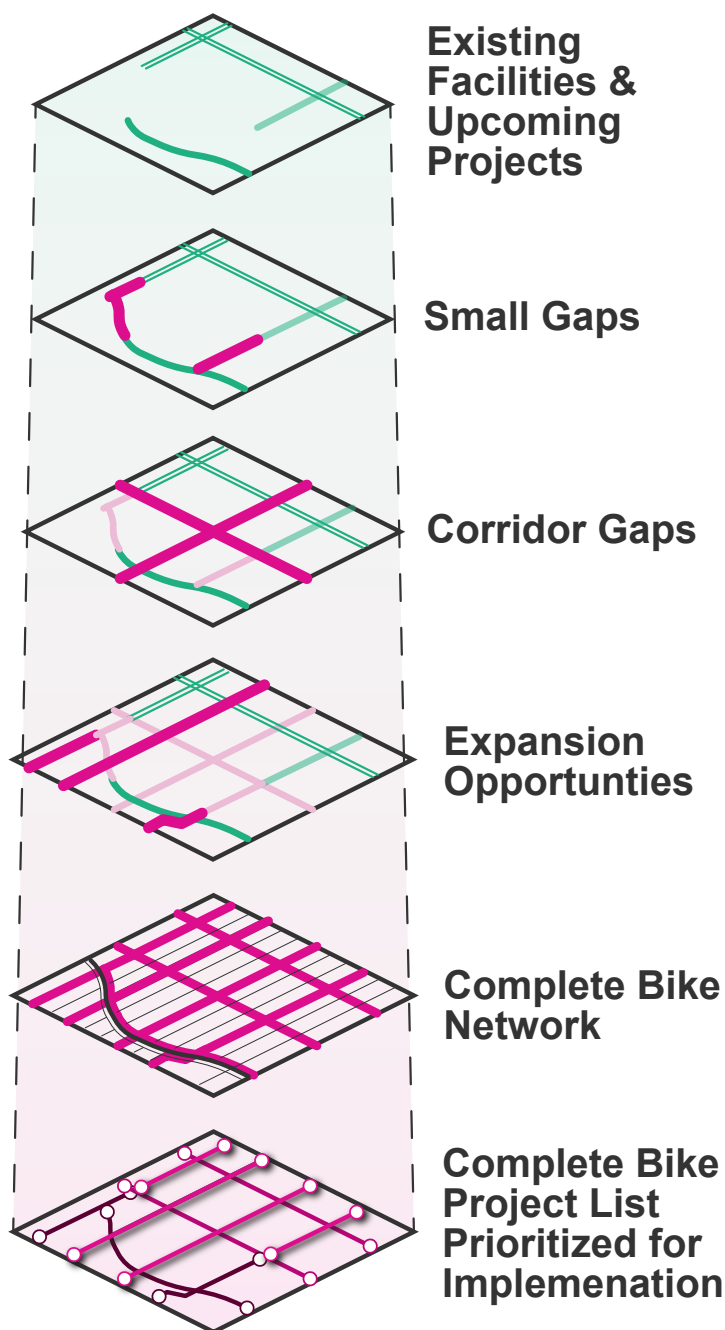 Existing
Facilities &
Upcoming
Projects
Small Gaps
Corridor Gaps
Expansion
Opportunties
Complete Bike
Network
Complete Bike
Project List
Prioritized for
Implemenation